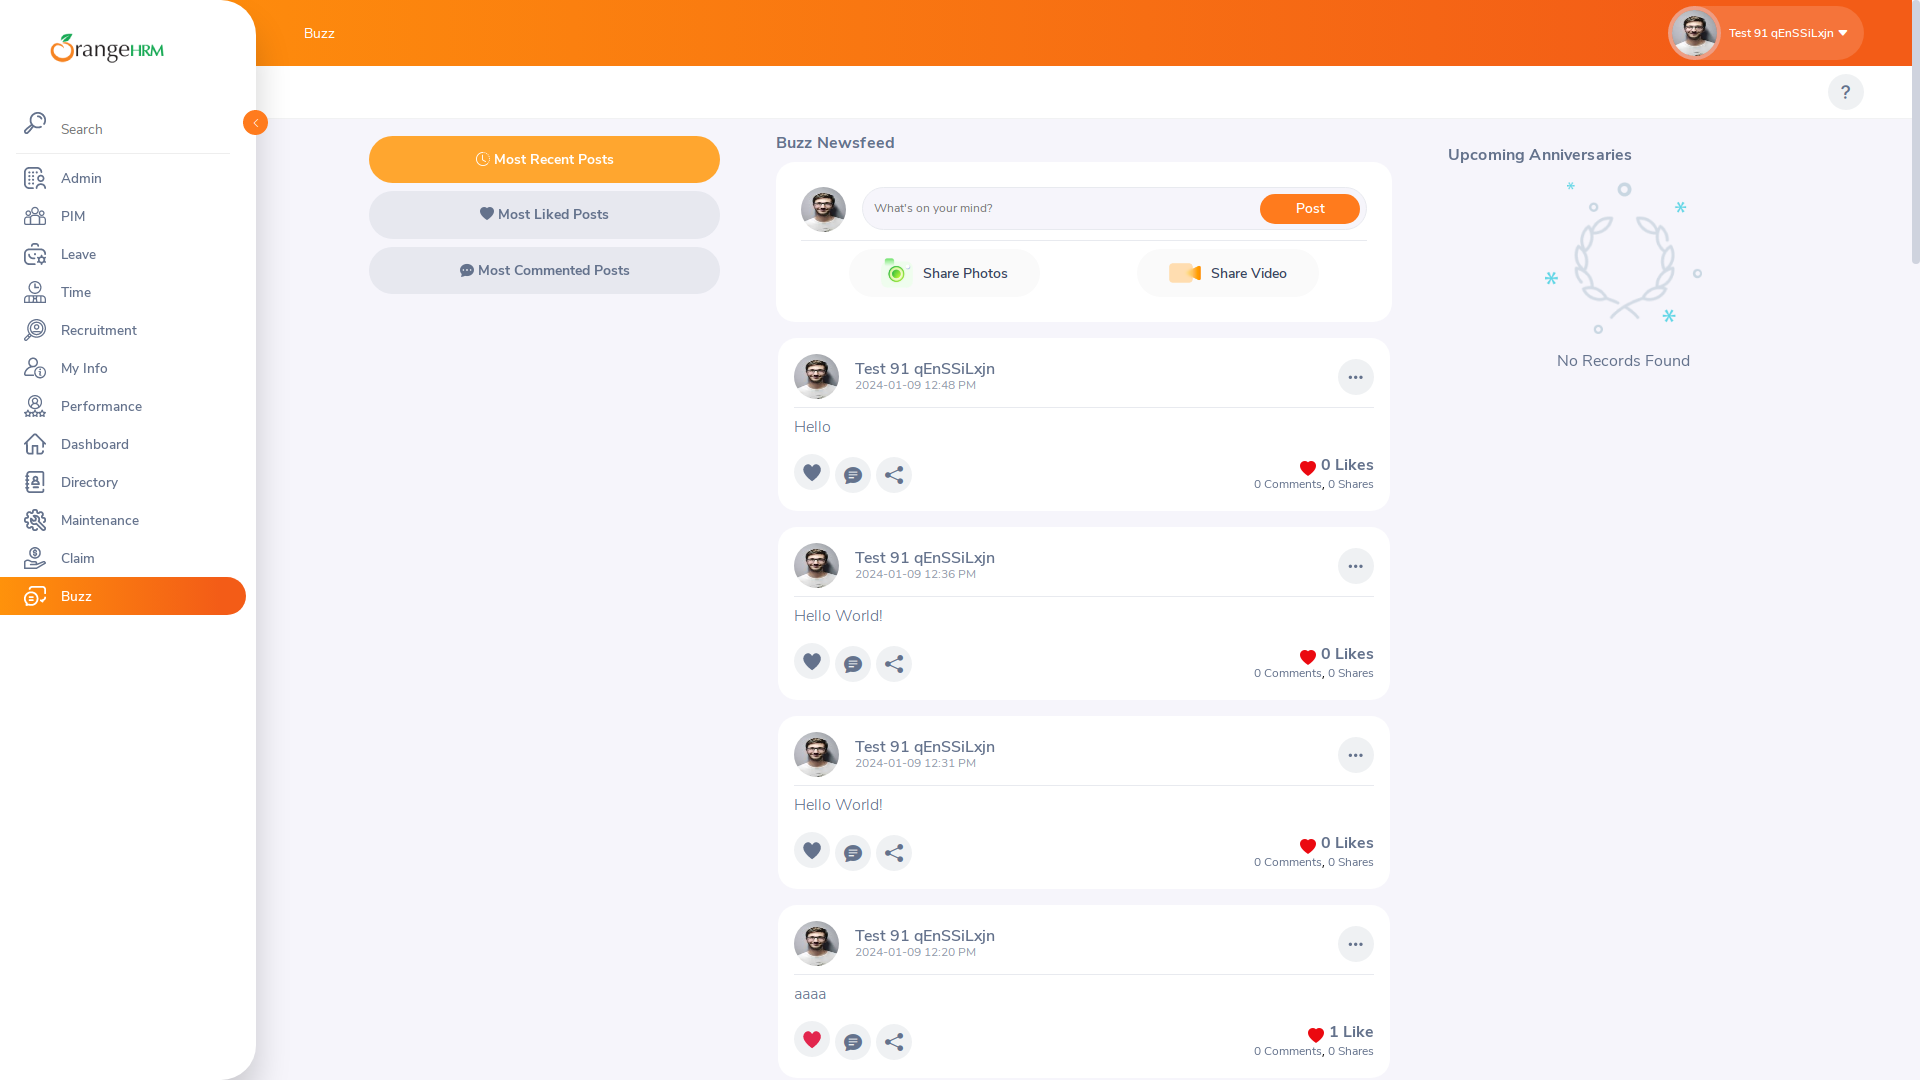 OrangeHRM
Search
Admin
PIM
Leave
Time
Recruitment
My Info
Performance
Dashboard
Directory
Maintenance
Claim
Buzz
Buzz
Test 91 qEnSSiLxjn
?
Most Recent Posts
Most Liked Posts
Most Commented Posts
Buzz Newsfeed
What's on your mind?
Post
Share Photos
Share Video
Test 91 qEnSSiLxjn
2024-01-09 12:48 PM
Hello
0 Likes
0 Comments, 0 Shares
Test 91 qEnSSiLxjn
2024-01-09 12:36 PM
Hello World!
0 Likes
0 Comments, 0 Shares
Test 91 qEnSSiLxjn
2024-01-09 12:31 PM
Hello World!
0 Likes
0 Comments, 0 Shares
Test 91 qEnSSiLxjn
2024-01-09 12:20 PM
aaaa
1 Like
0 Comments, 0 Shares
Upcoming Anniversaries
No Records Found